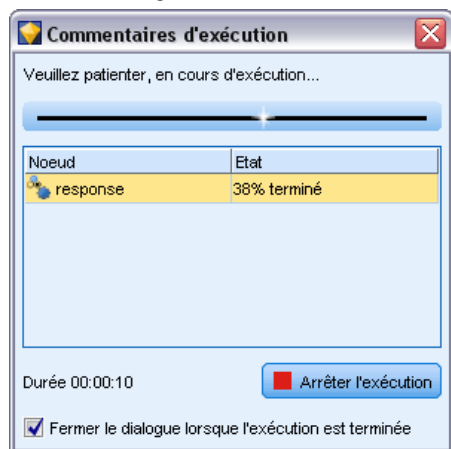 Commentaires d'exécution
Veuillez patienter, en cours d'exécution...
Noeud Etat
response 38% terminé
Durée 00:00:10 Arrêter l'exécution
Fermer le dialogue lorsque l'exécution est terminée